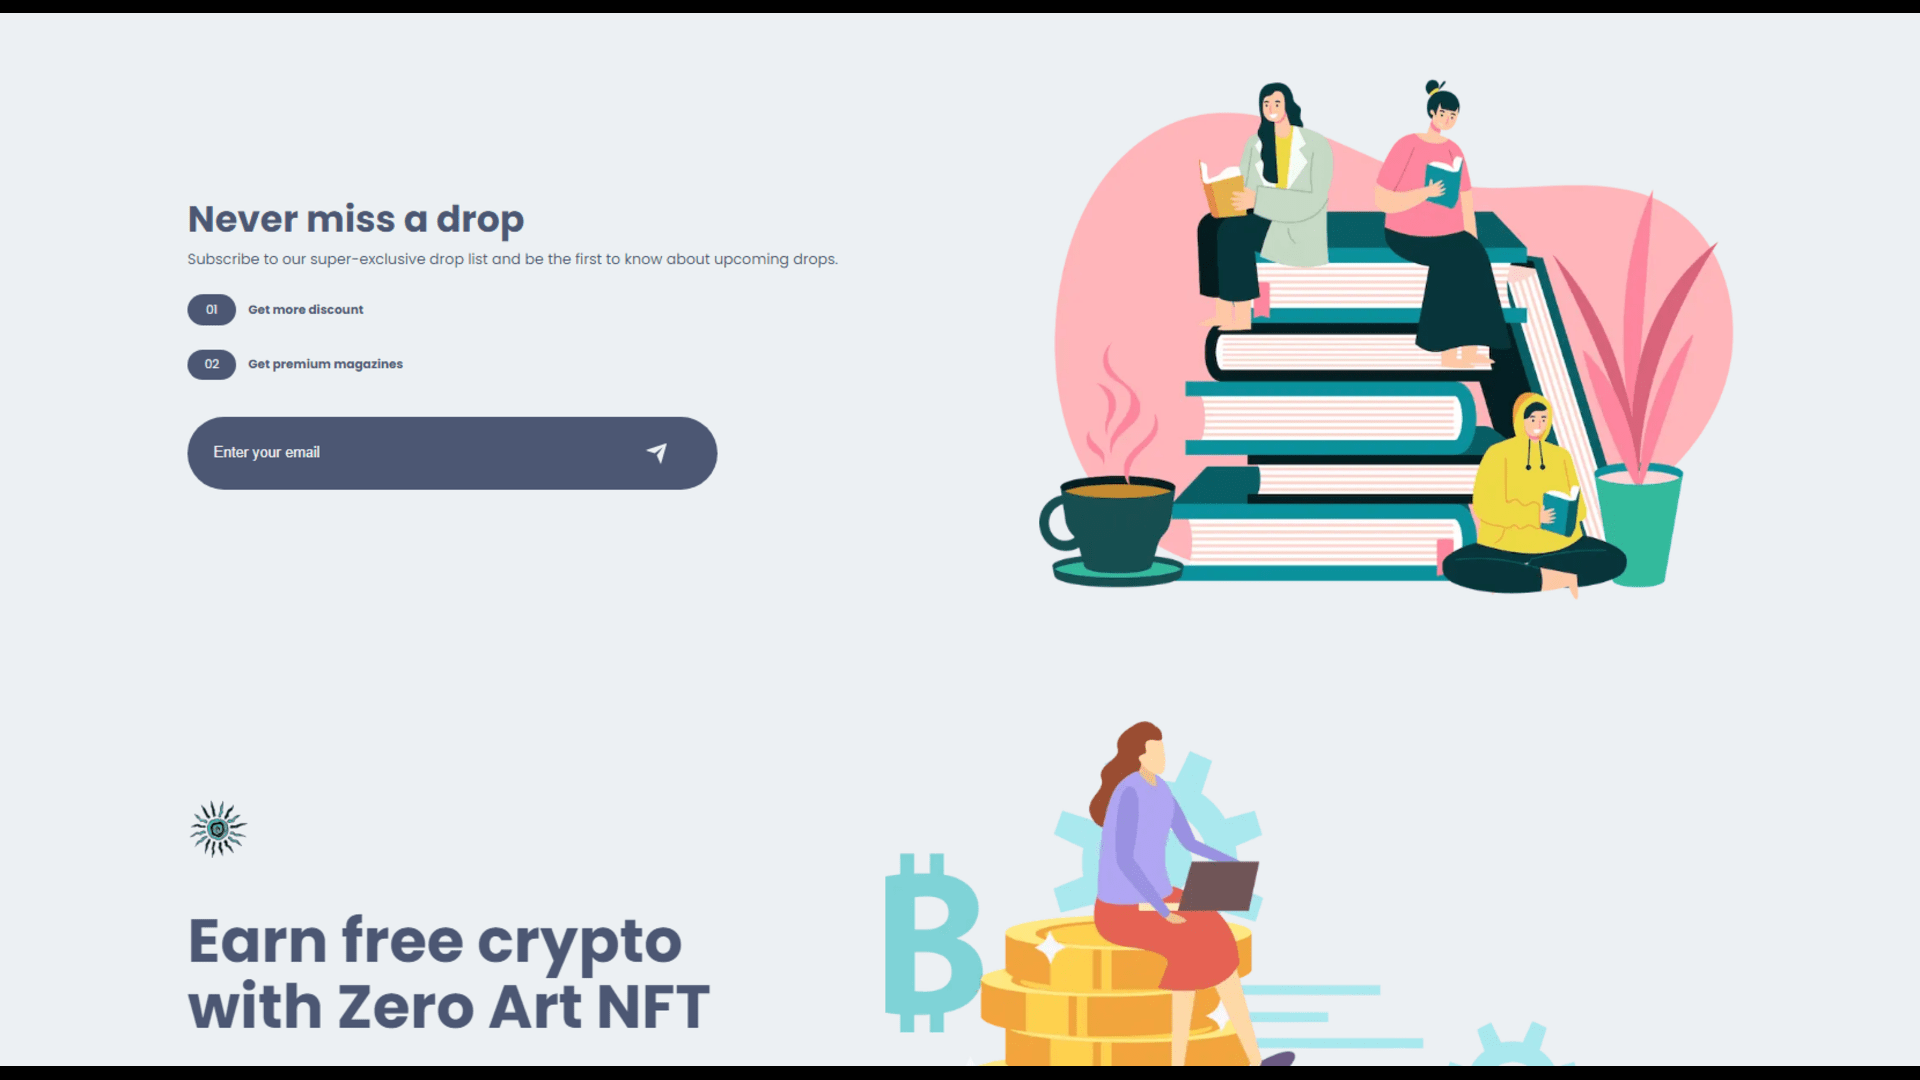 Never miss a drop
Subscribe to our super-exclusive drop list and be the first to know about upcoming drops.
01 Get more discount
02 Get premium magazines
Enter your email
Earn free crypto
with Zero Art NFT